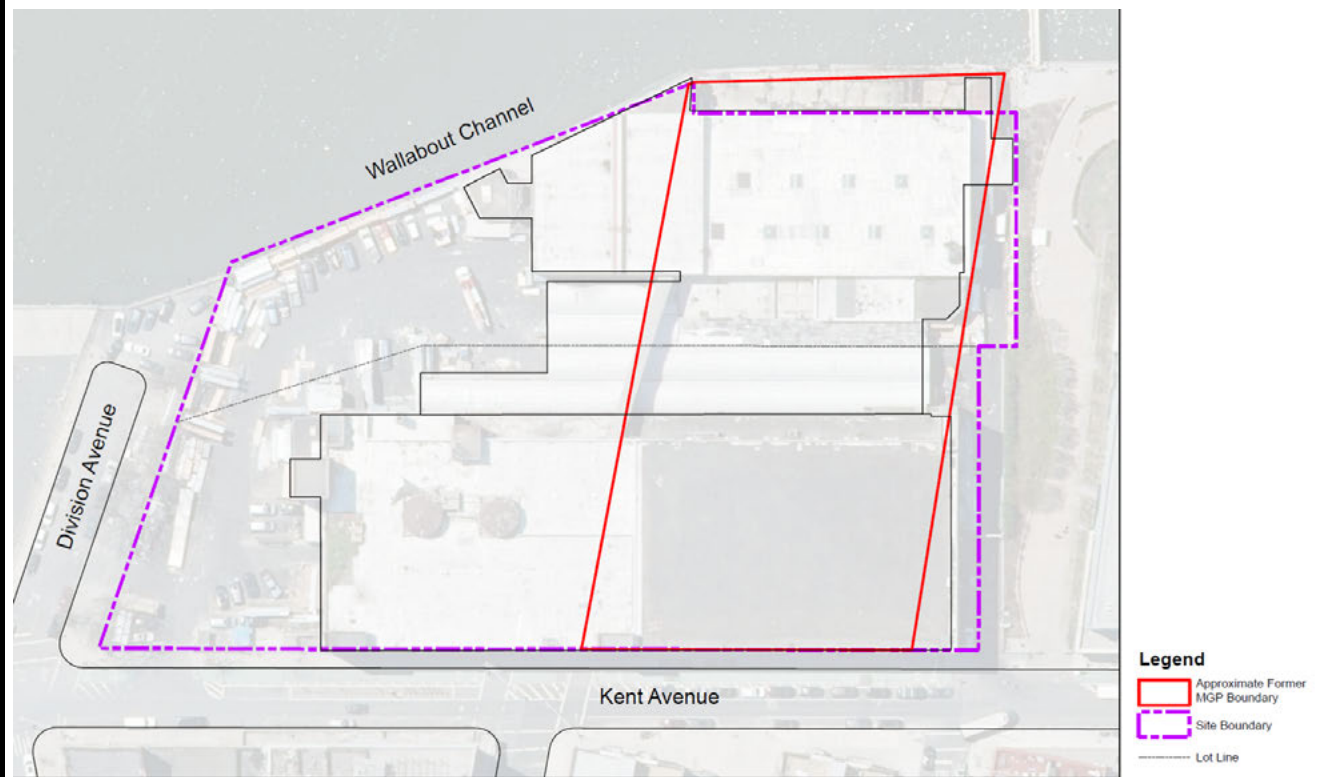 Wallabout Channel
Division Avenue
Kent Avenue
Legend
Approximate Former
MGP Boundary
Site Boundary
Lot Line